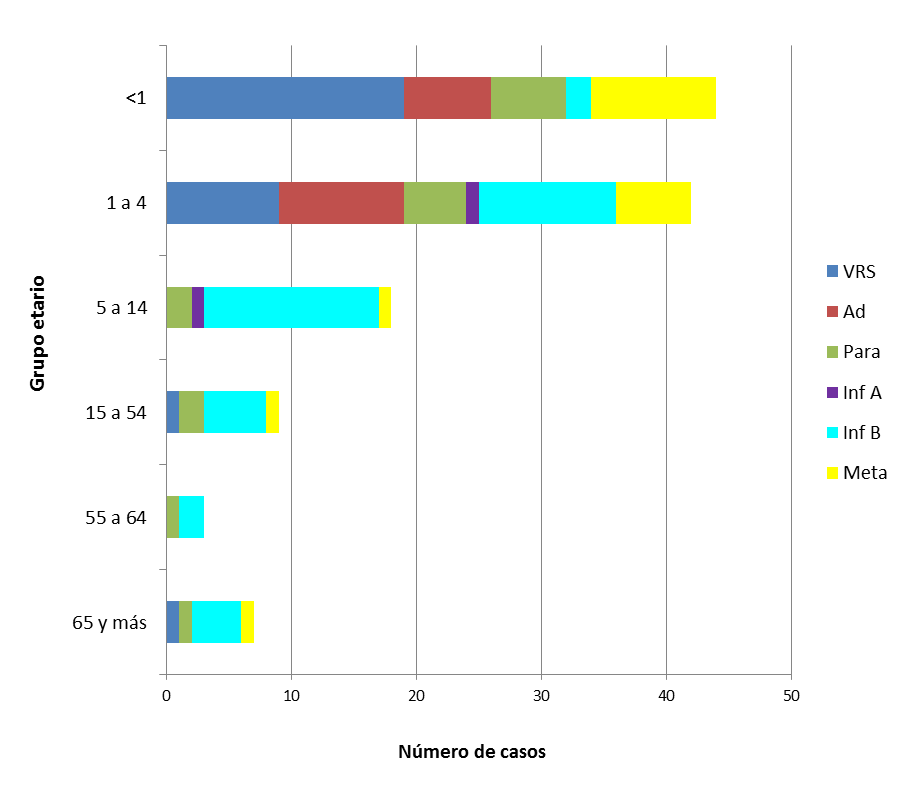 <1
1 a 4
5 a 14
15 a 54
55 a 64
65 y más
Grupo etario
0 10 20 30 40 50
Número de casos
VRS
Ad
Para
Inf A
Inf B
Meta